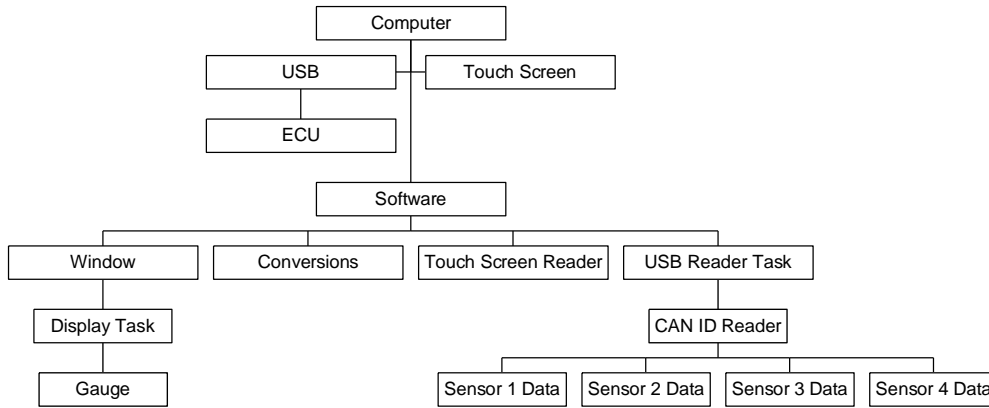 Computer
USB
Touch Screen
ECU
Software
Window
Conversions
Touch Screen Reader
USB Reader Task
Display Task
CAN ID Reader
Gauge
Sensor 1 Data
Sensor 2 Data
Sensor 3 Data
Sensor 4 Data